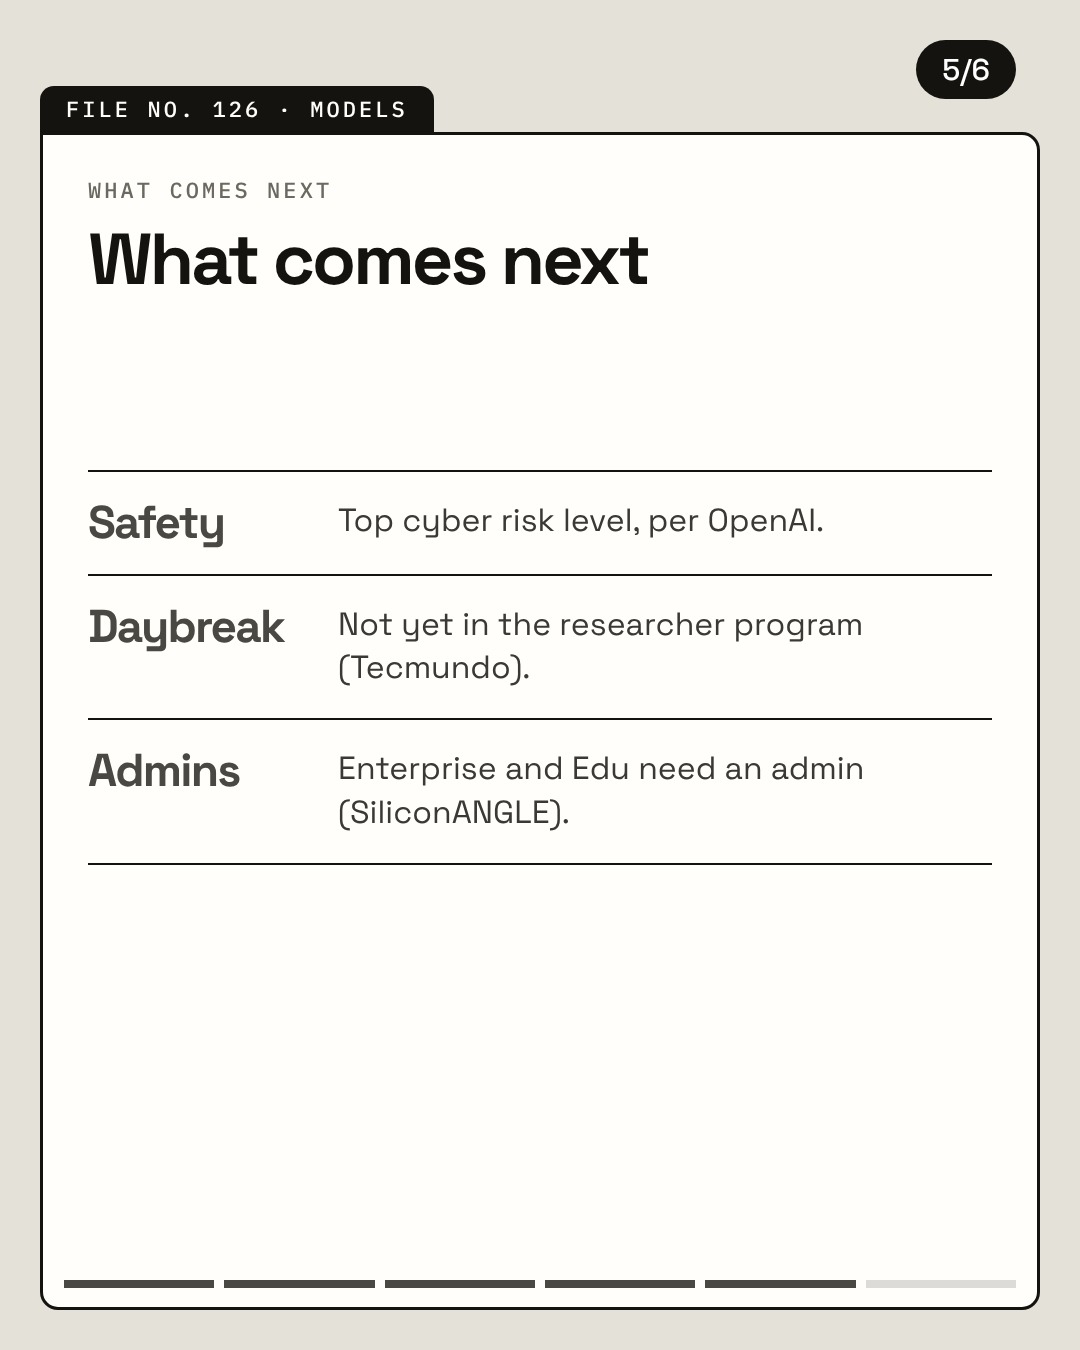 5/6
FILE NO. 126 · MODELS
WHAT COMES NEXT
What comes next
Safety
Top cyber risk level, per OpenAI.
Daybreak
Not yet in the researcher program
(Tecmundo).
Admins
Enterprise and Edu need an admin
(SiliconANGLE).